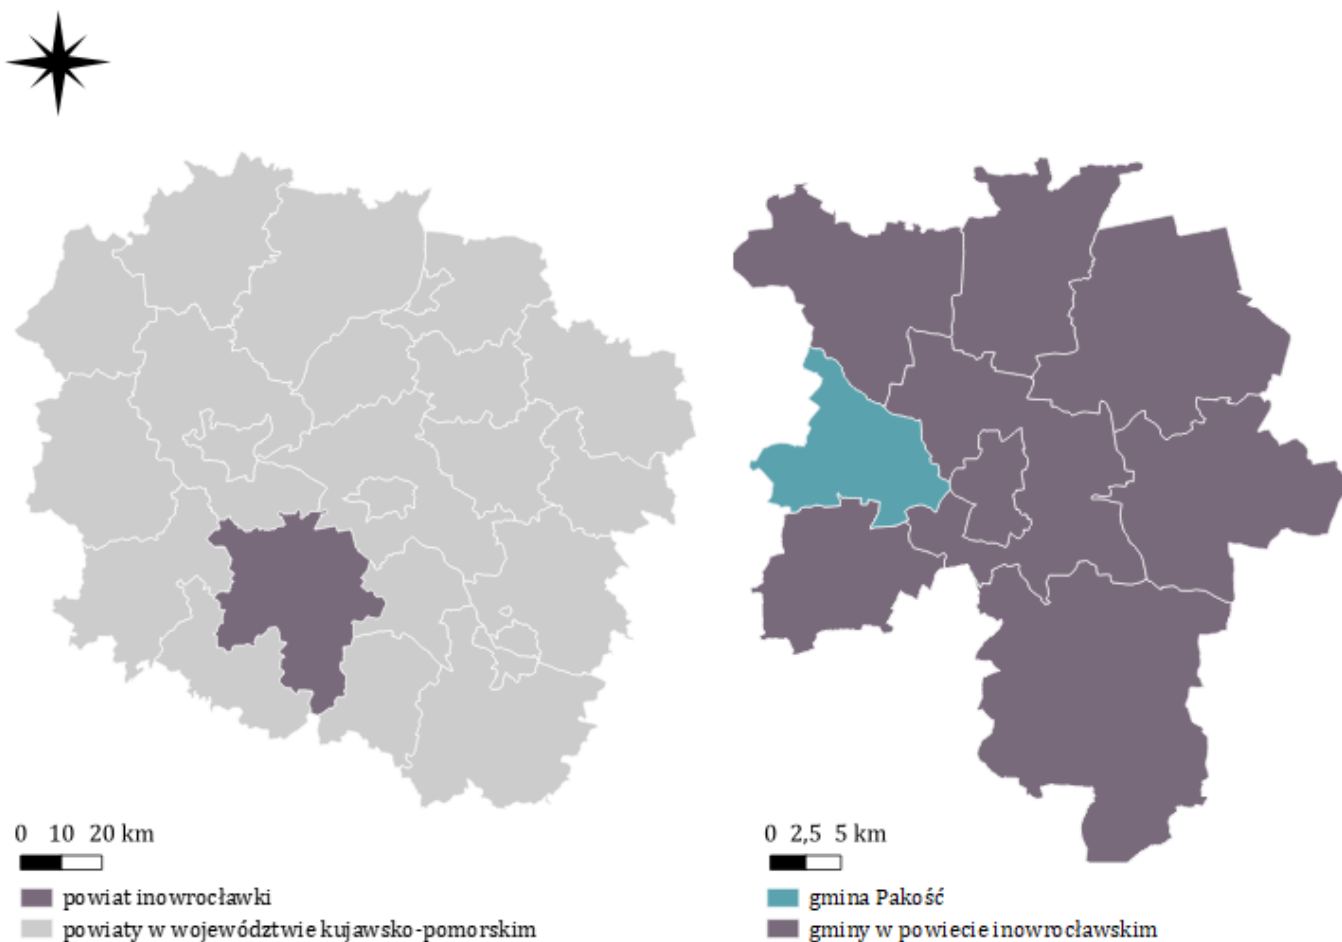 0 10 20 km
powiat inowrocławki
powiaty w województwie kujawsko-pomorskim
0 2,5 5 km
gmina Pakość
gminy w powiecie inowrocławskim